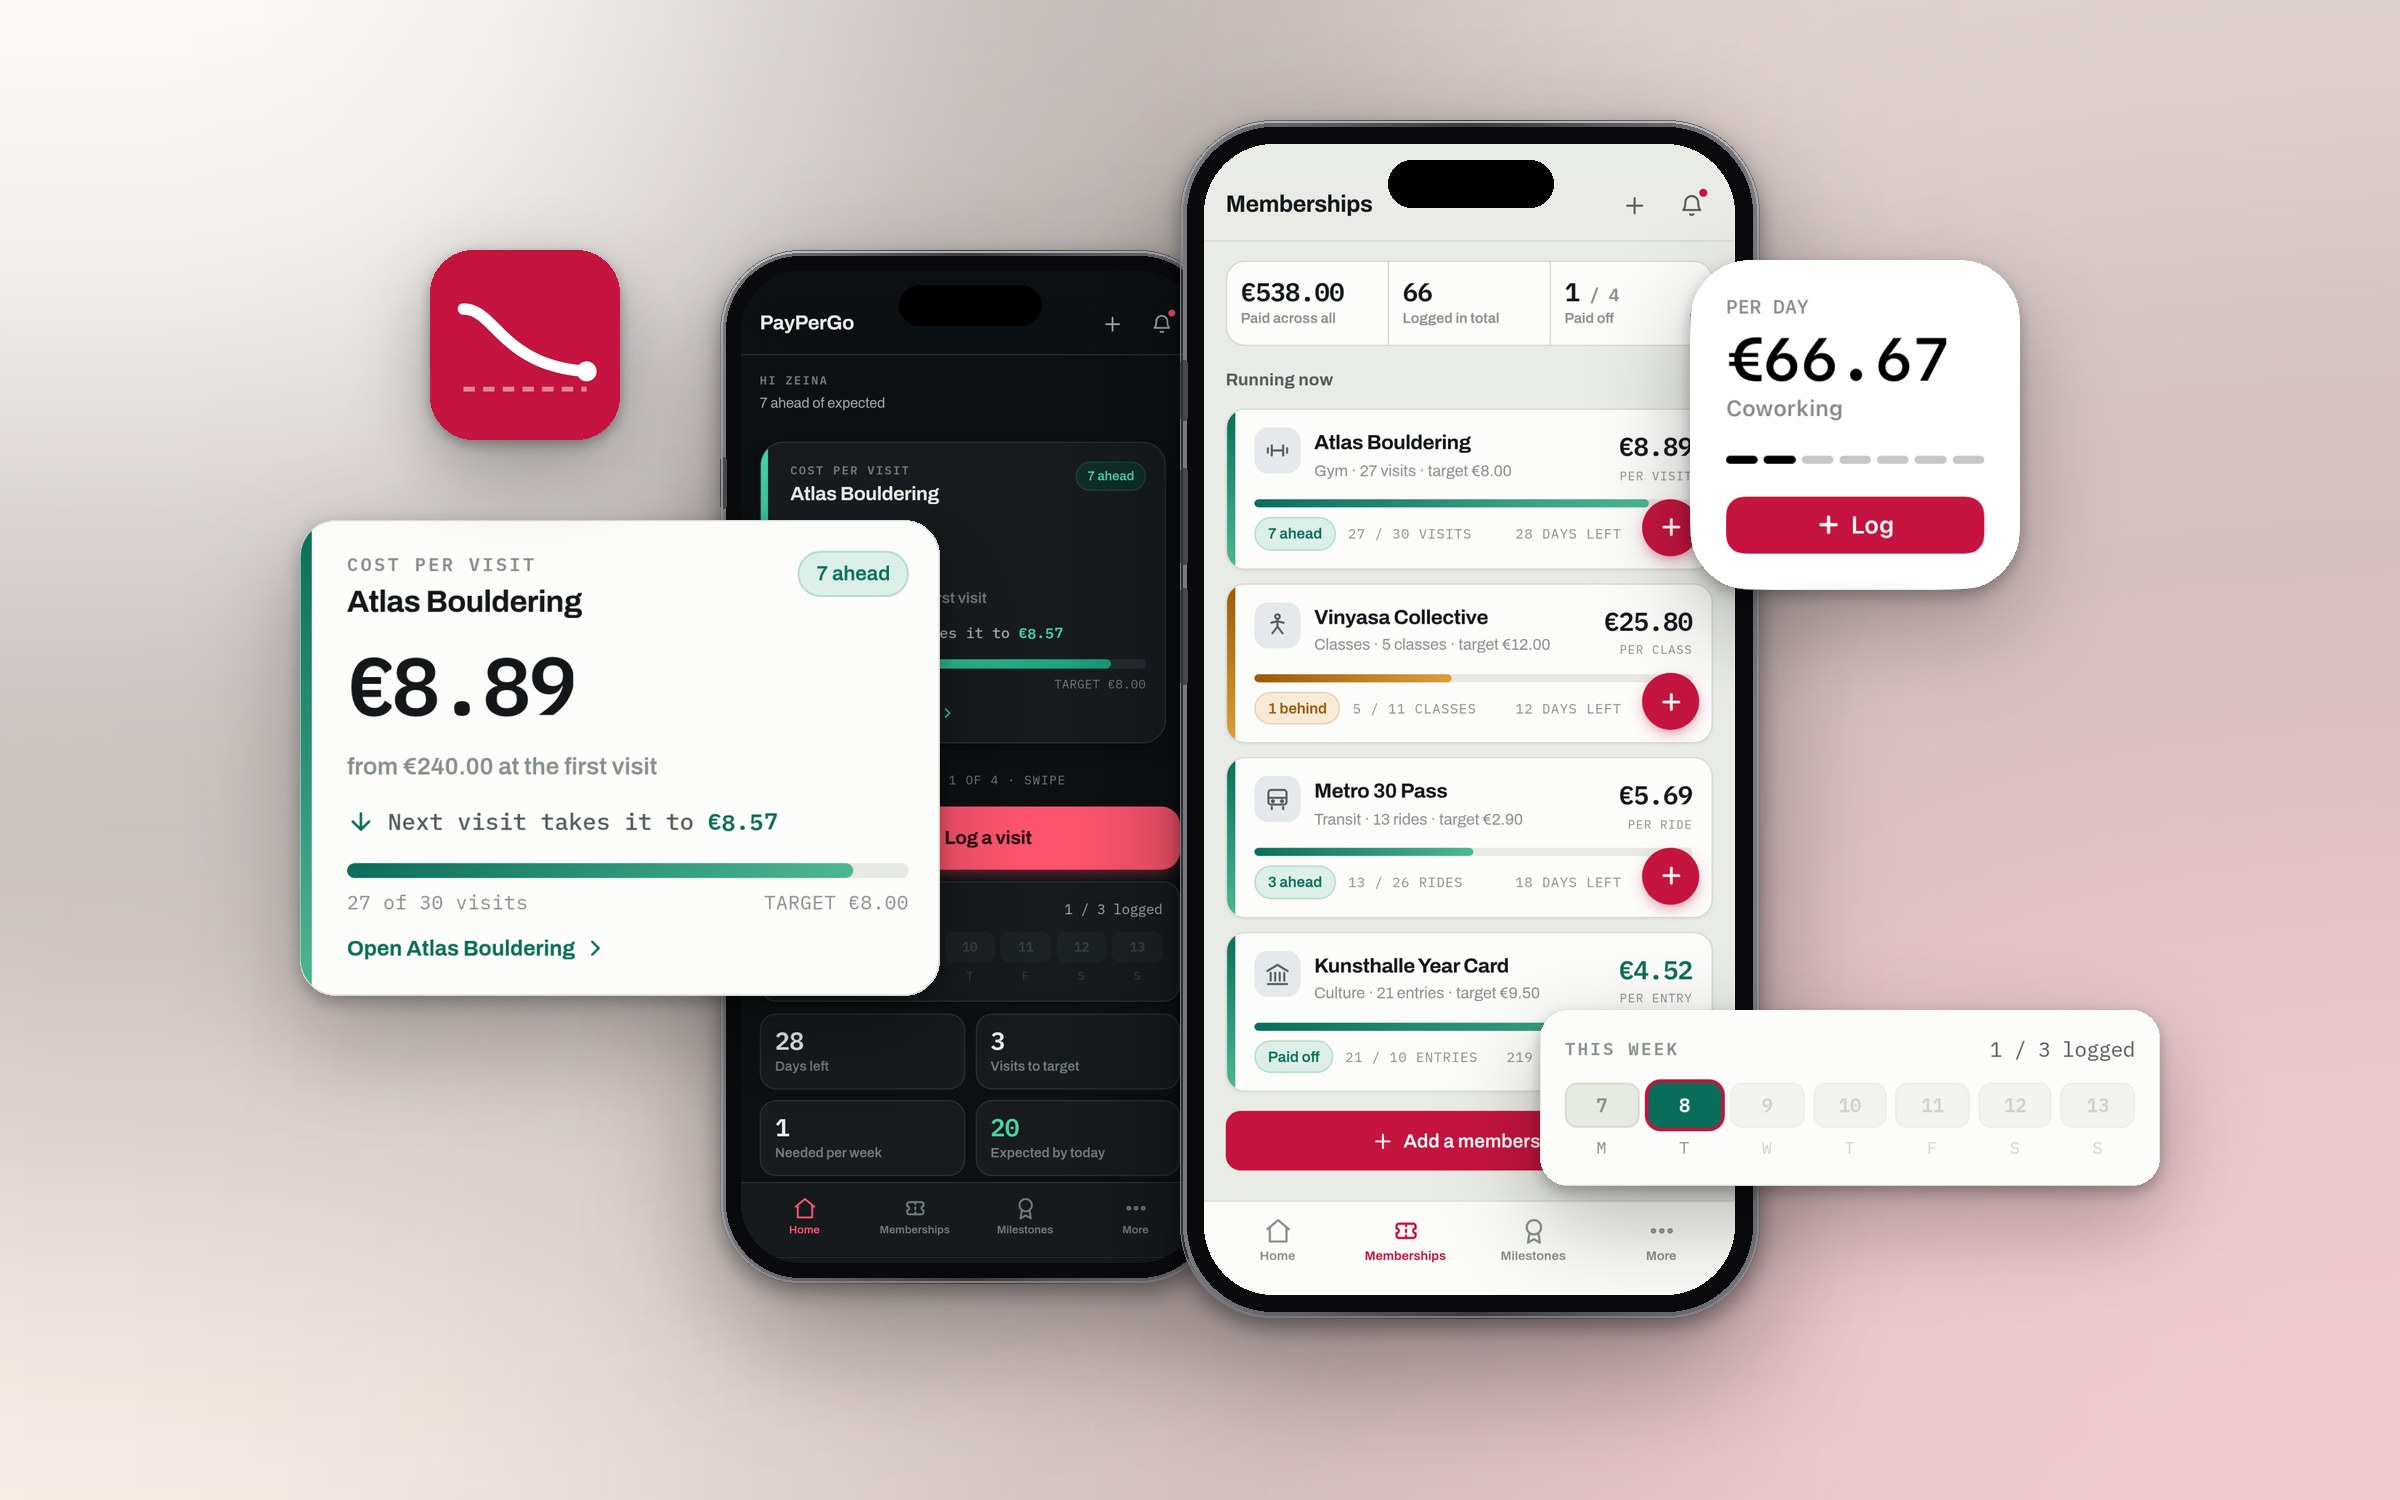 COST PER VISIT
7 ahead
Atlas Bouldering
€8.89
from €240.00 at the first visit
Next visit takes it to €8.57
27 of 30 visits
TARGET €8.00
Open Atlas Bouldering
PayPerGo
HI ZEINA
7 ahead of expected
COST PER VISIT
7 ahead
Atlas Bouldering
rst visit
es it to €8.57
TARGET €8.00
1 OF 4 · SWIPE
Log a visit
1 / 3 logged
10 11 12 13
T F S S
28
Days left
3
Visits to target
1
Needed per week
20
Expected by today
Home
Memberships
Milestones
More
Memberships
€538.00
Paid across all
66
Logged in total
1 / 4
Paid off
Running now
Atlas Bouldering
€8.89
Gym · 27 visits · target €8.00
PER VISIT
7 ahead
27 / 30 VISITS
28 DAYS LEFT
Vinyasa Collective
€25.80
Classes · 5 classes · target €12.00
PER CLASS
1 behind
5 / 11 CLASSES
12 DAYS LEFT
Metro 30 Pass
€5.69
Transit · 13 rides · target €2.90
PER RIDE
3 ahead
13 / 26 RIDES
18 DAYS LEFT
Kunsthalle Year Card
€4.52
Culture · 21 entries · target €9.50
PER ENTRY
Paid off
21 / 10 ENTRIES
219
+ Add a members
Home
Memberships
Milestones
More
PER DAY
€66.67
Coworking
+ Log
THIS WEEK
1 / 3 logged
7 8 9 10 11 12 13
M T W T F S S